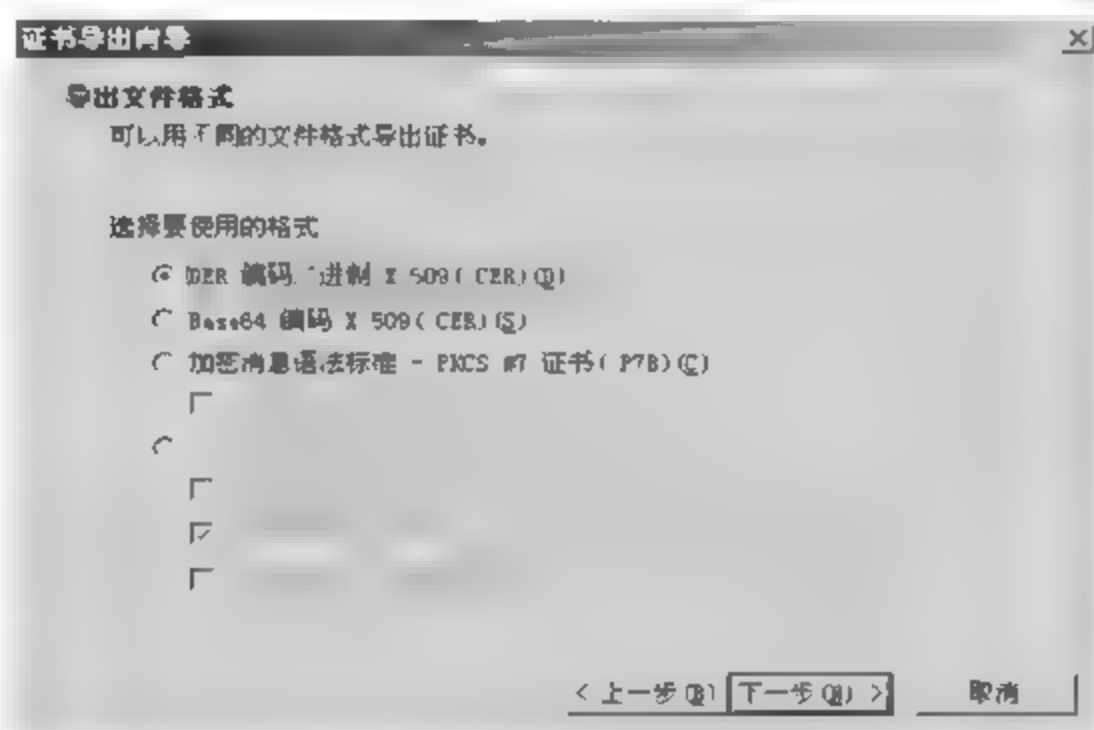 证书导出向导
导出文件格式
可以用不同的文件格式导出证书。
选择要使用的格式
DER 编码二进制 X 509( CER)(D)
Base64 编码 X 509( CER)(S)
加密消息语法标准 - PKCS #7 证书( P7B)(C)
< 上一步(B) 下一步(N) > 取消